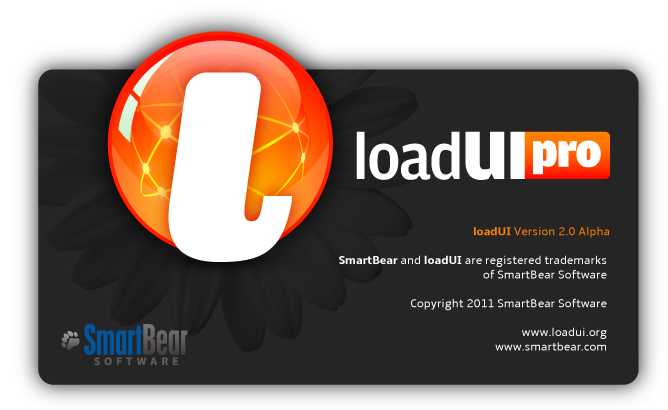 loadUI pro
loadUI Version 2.0 Alpha
SmartBear and loadUI are registered trademarks
of SmartBear Software
Copyright 2011 SmartBear Software
www.loadui.org
www.smartbear.com
SmartBear
SOFTWARE